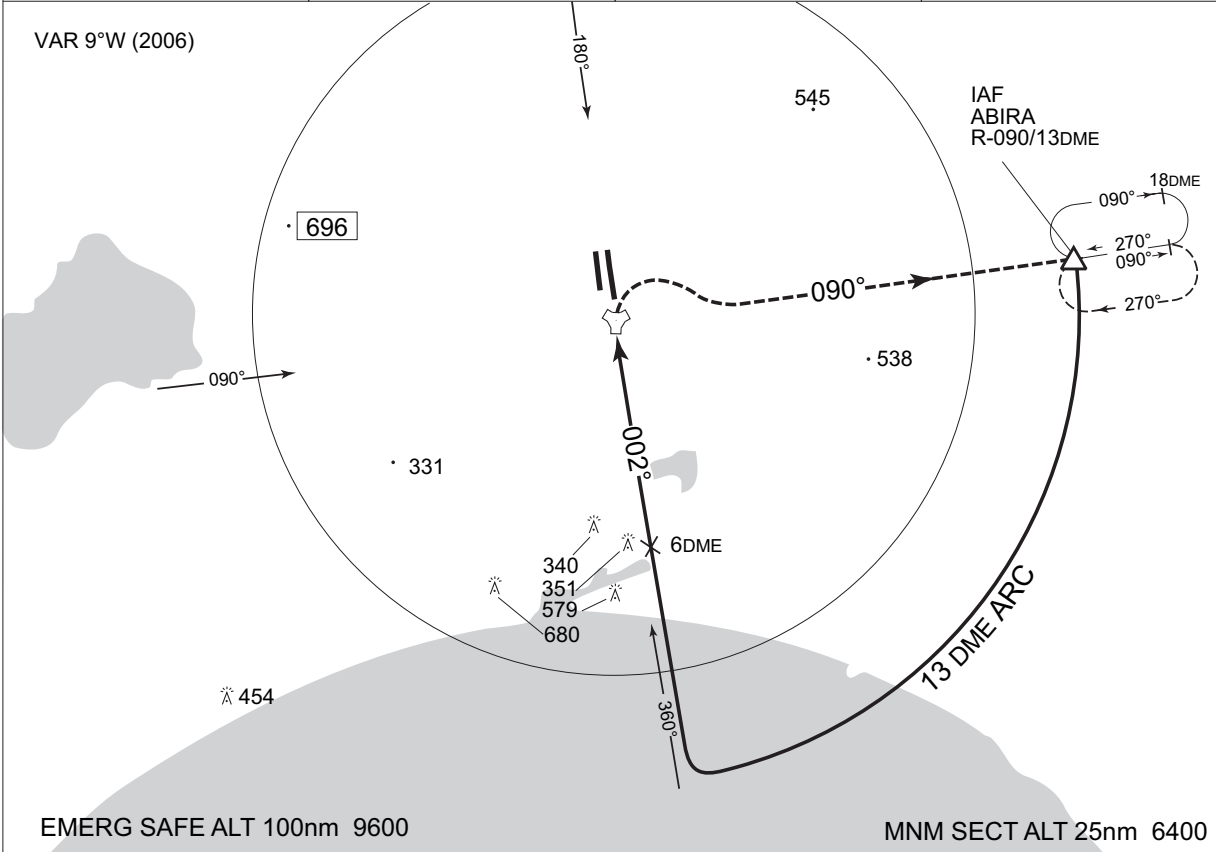 VAR 9°W (2006)
180°
545
IAF
ABIRA
R-090/13DME
18DME
090°
696
270°
090°
090°
270°
538
090°
002°
331
6DME
340
351
579
680
13 DME ARC
454
360°
EMERG SAFE ALT 100nm 9600
MNM SECT ALT 25nm 6400